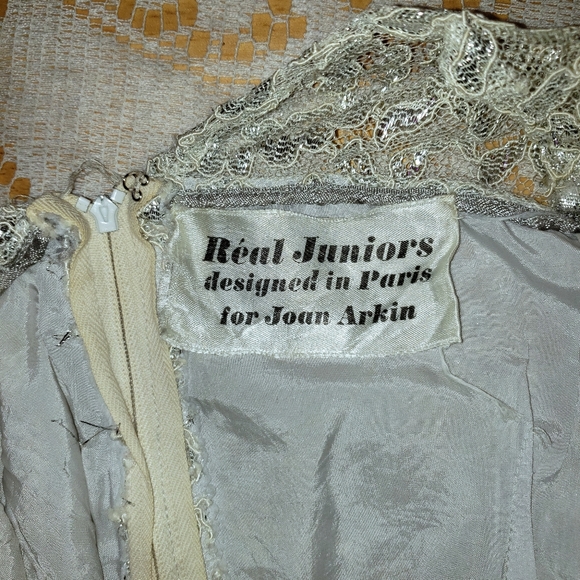 Réal Juniors
designed in Paris
for Joan Arkin